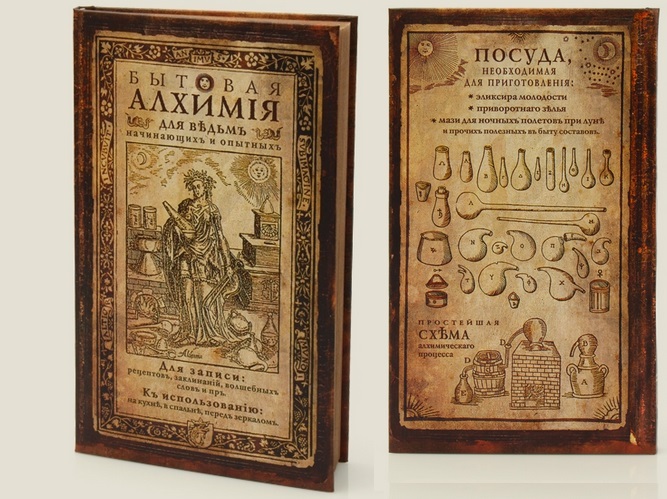 БЫТОВАЯ
АЛХИМІЯ
ДЛЯ ВѢДЬМЪ
НАЧИНАЮЩИХЪ И ОПЫТНЫХЪ
Для записи:
рецептовъ, заклинаній, волшебныхъ
словъ и пр.
Къ использованію:
на кухнѣ, в спальнѣ, передъ зеркаломъ.
ПОСУДА,
НЕОБХОДИМАЯ
ДЛЯ ПРИГОТОВЛЕНІЯ:
эликсира молодости
приворотнаго зѣлья
мази для ночныхъ полетовъ при лунѣ
и прочихъ полезныхъ въ быту составовъ.
ПРОСТЕЙШАЯ
СХѢМА
алхимическаго
процесса